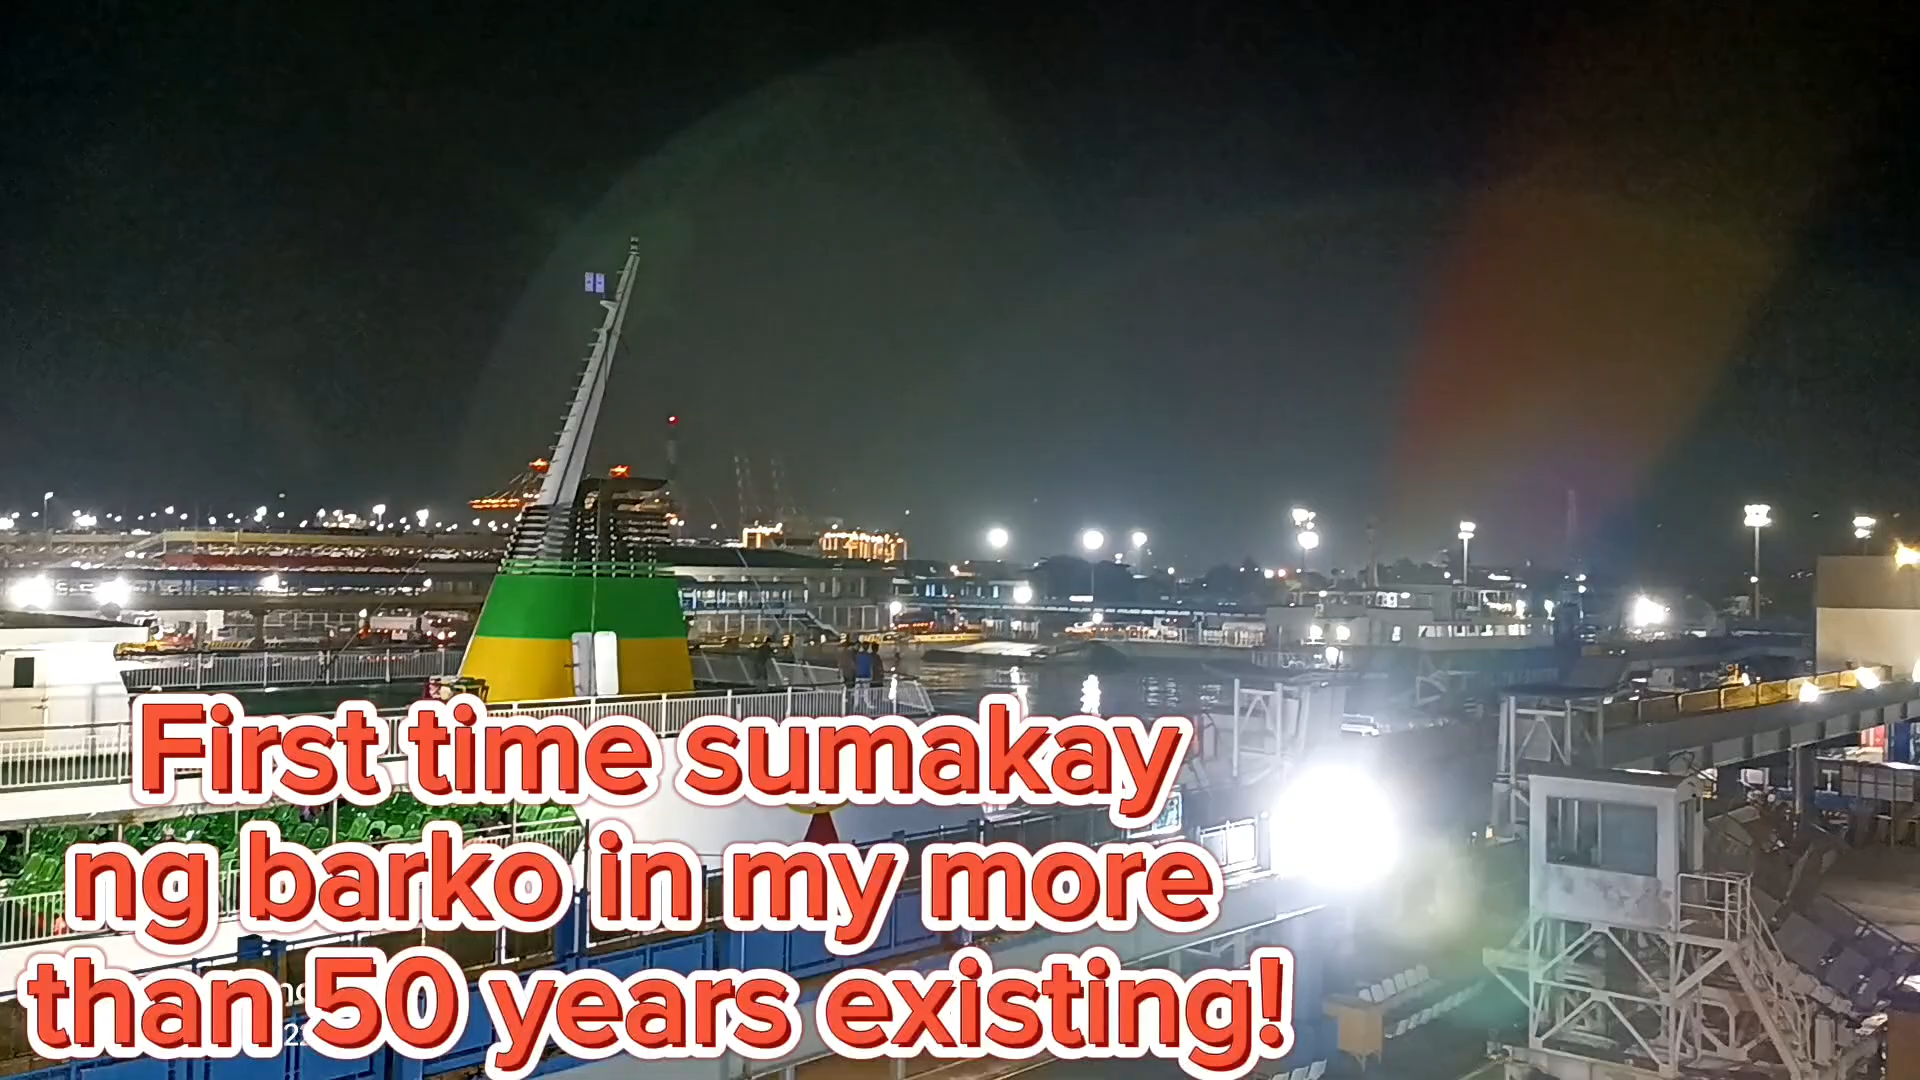 First time sumakay
ng barko in my more
than 50 years existing!